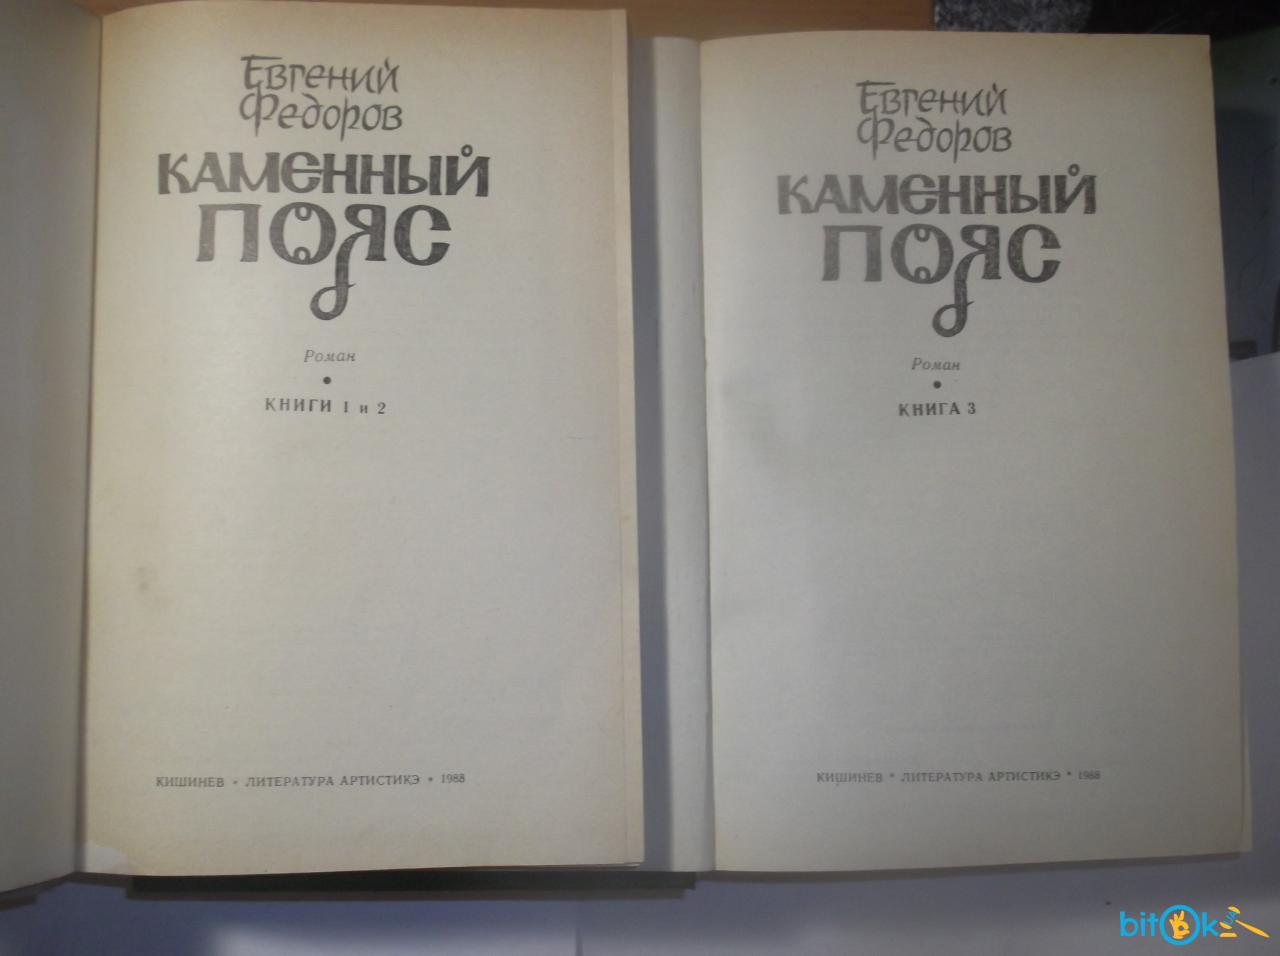 Евгений
Федоров
КАМЕННЫЙ
ПОЯС
Роман
•
КНИГИ 1 и 2
КИШИНЕВ • ЛИТЕРАТУРА АРТИСТИКЭ • 1988
Евгений
Федоров
КАМЕННЫЙ
ПОЯС
Роман
•
КНИГА 3
КИШИНЕВ • ЛИТЕРАТУРА АРТИСТИКЭ • 1988
bitOk